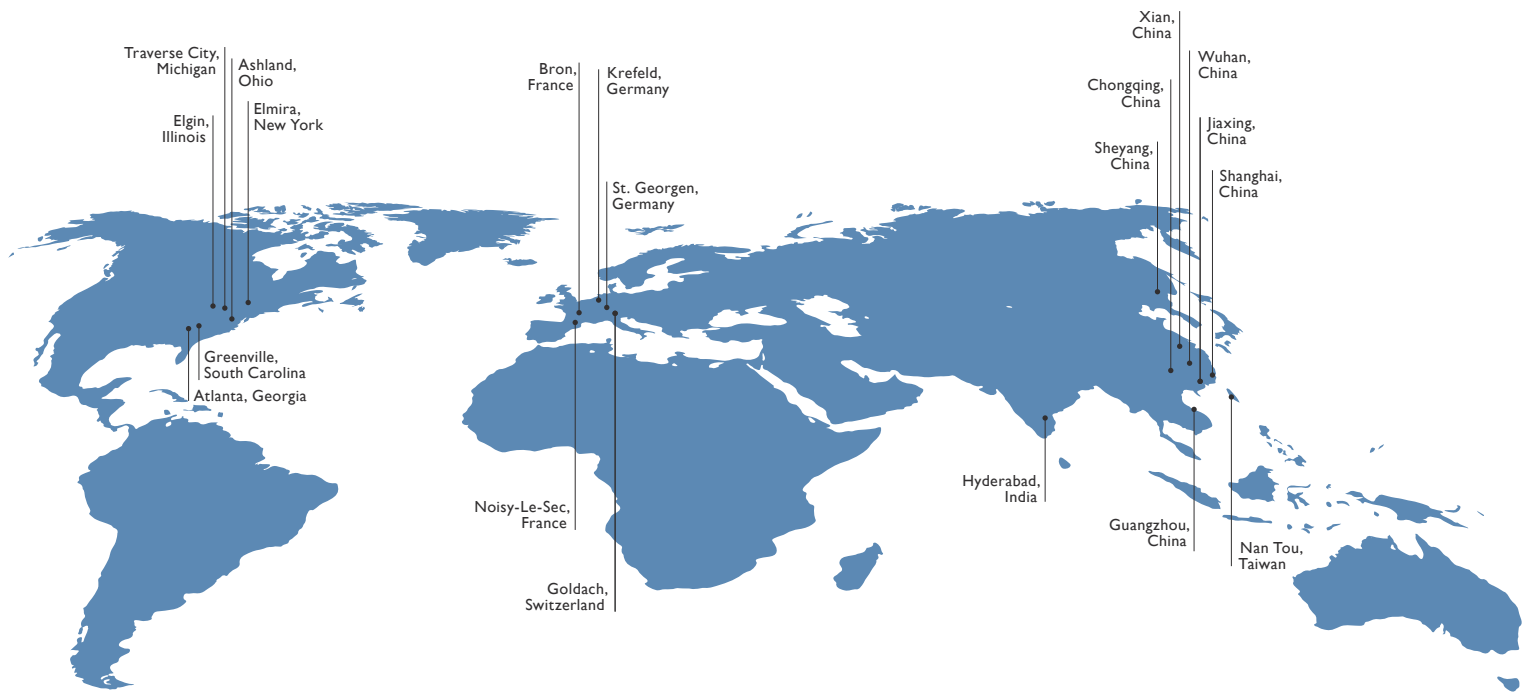 Traverse City,
Michigan
Ashland,
Ohio
Elgin,
Illinois
Elmira,
New York
Greenville,
South Carolina
Atlanta, Georgia
Bron,
France
Krefeld,
Germany
St. Georgen,
Germany
Noisy-Le-Sec,
France
Goldach,
Switzerland
Xian,
China
Wuhan,
China
Chongqing,
China
Jiaxing,
China
Sheyang,
China
Shanghai,
China
Hyderabad,
India
Guangzhou,
China
Nan Tou,
Taiwan